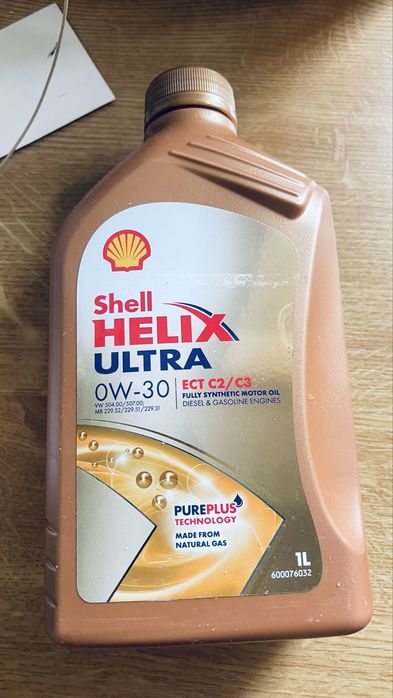 Shell
HELIX
ULTRA
0W-30
VW 504.00/507.00;
MB 229.52/229.51/229.31
ECT C2/C3
FULLY SYNTHETIC MOTOR OIL
DIESEL & GASOLINE ENGINES
PUREPLUS
TECHNOLOGY
MADE FROM
NATURAL GAS
1L
600076032